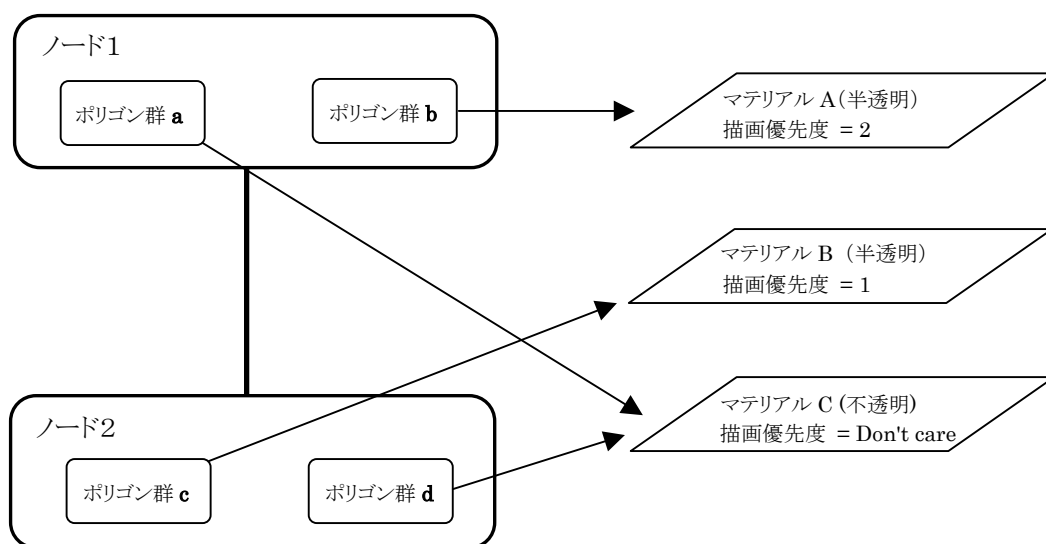 ノード1
ポリゴン群 a
ポリゴン群 b
マテリアル A(半透明)
描画優先度 = 2
マテリアル B (半透明)
描画優先度 = 1
ノード2
ポリゴン群 c
ポリゴン群 d
マテリアル C (不透明)
描画優先度 = Don't care